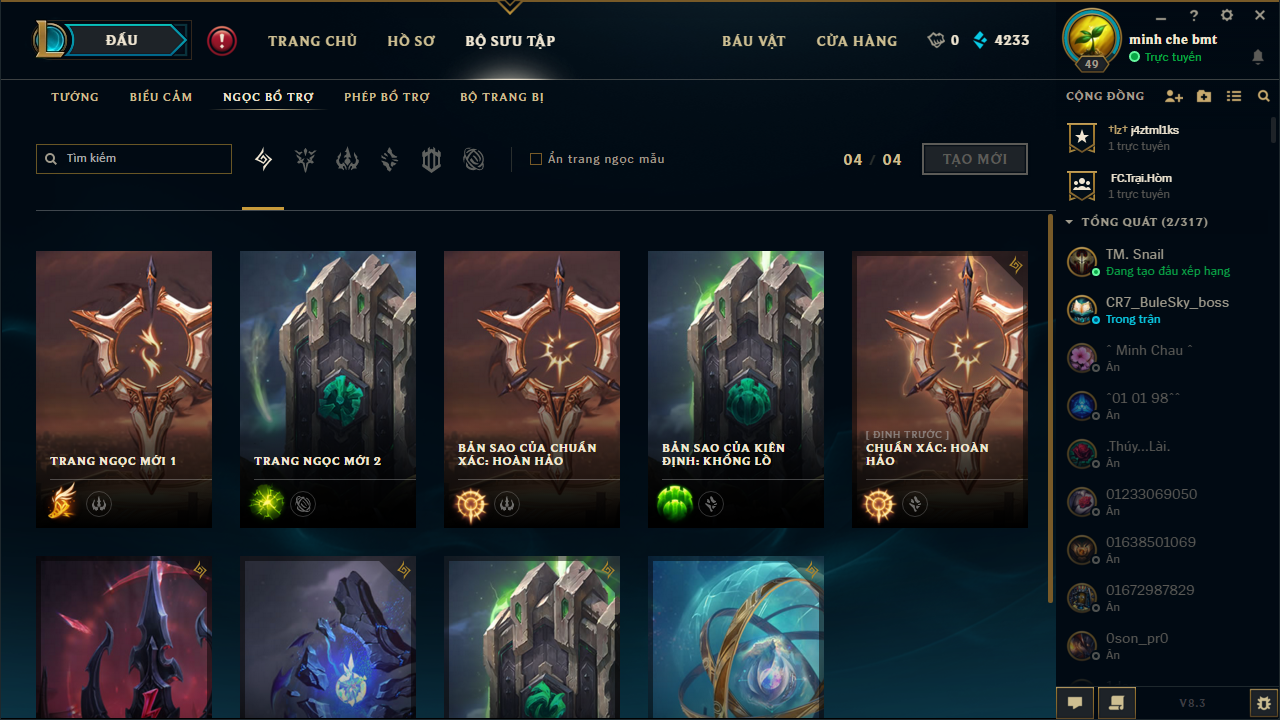 ĐẤU
TRANG CHỦ
HỒ SƠ
BỘ SƯU TẬP
BÁU VẬT
CỬA HÀNG
0
4233
49
minh che bmt
Trực tuyến
TƯỚNG
BIỂU CẢM
NGỌC BỔ TRỢ
PHÉP BỔ TRỢ
BỘ TRANG BỊ
Tìm kiếm
Ẩn trang ngọc mẫu
04 / 04
TẠO MỚI
TRANG NGỌC MỚI 1
TRANG NGỌC MỚI 2
BẢN SAO CỦA CHUẨN
XÁC: HOÀN HẢO
BẢN SAO CỦA KIÊN
ĐỊNH: KHỔNG LỒ
[ ĐỊNH TRƯỚC ]
CHUẨN XÁC: HOÀN
HẢO
CỘNG ĐỒNG
†lz† j4ztml1ks
1 trực tuyến
FC.Trại.Hòm
1 trực tuyến
TỔNG QUÁT (2/317)
TM. Snail
Đang tạo đấu xếp hạng
CR7_BuleSky_boss
Trong trận
ˆ Minh Chau ˆ
Ẩn
ˆ01 01 98ˆˆ
Ẩn
.Thúy...Lài.
Ẩn
01233069050
Ẩn
01638501069
Ẩn
01672987829
Ẩn
0son_pr0
Ẩn
V8.3